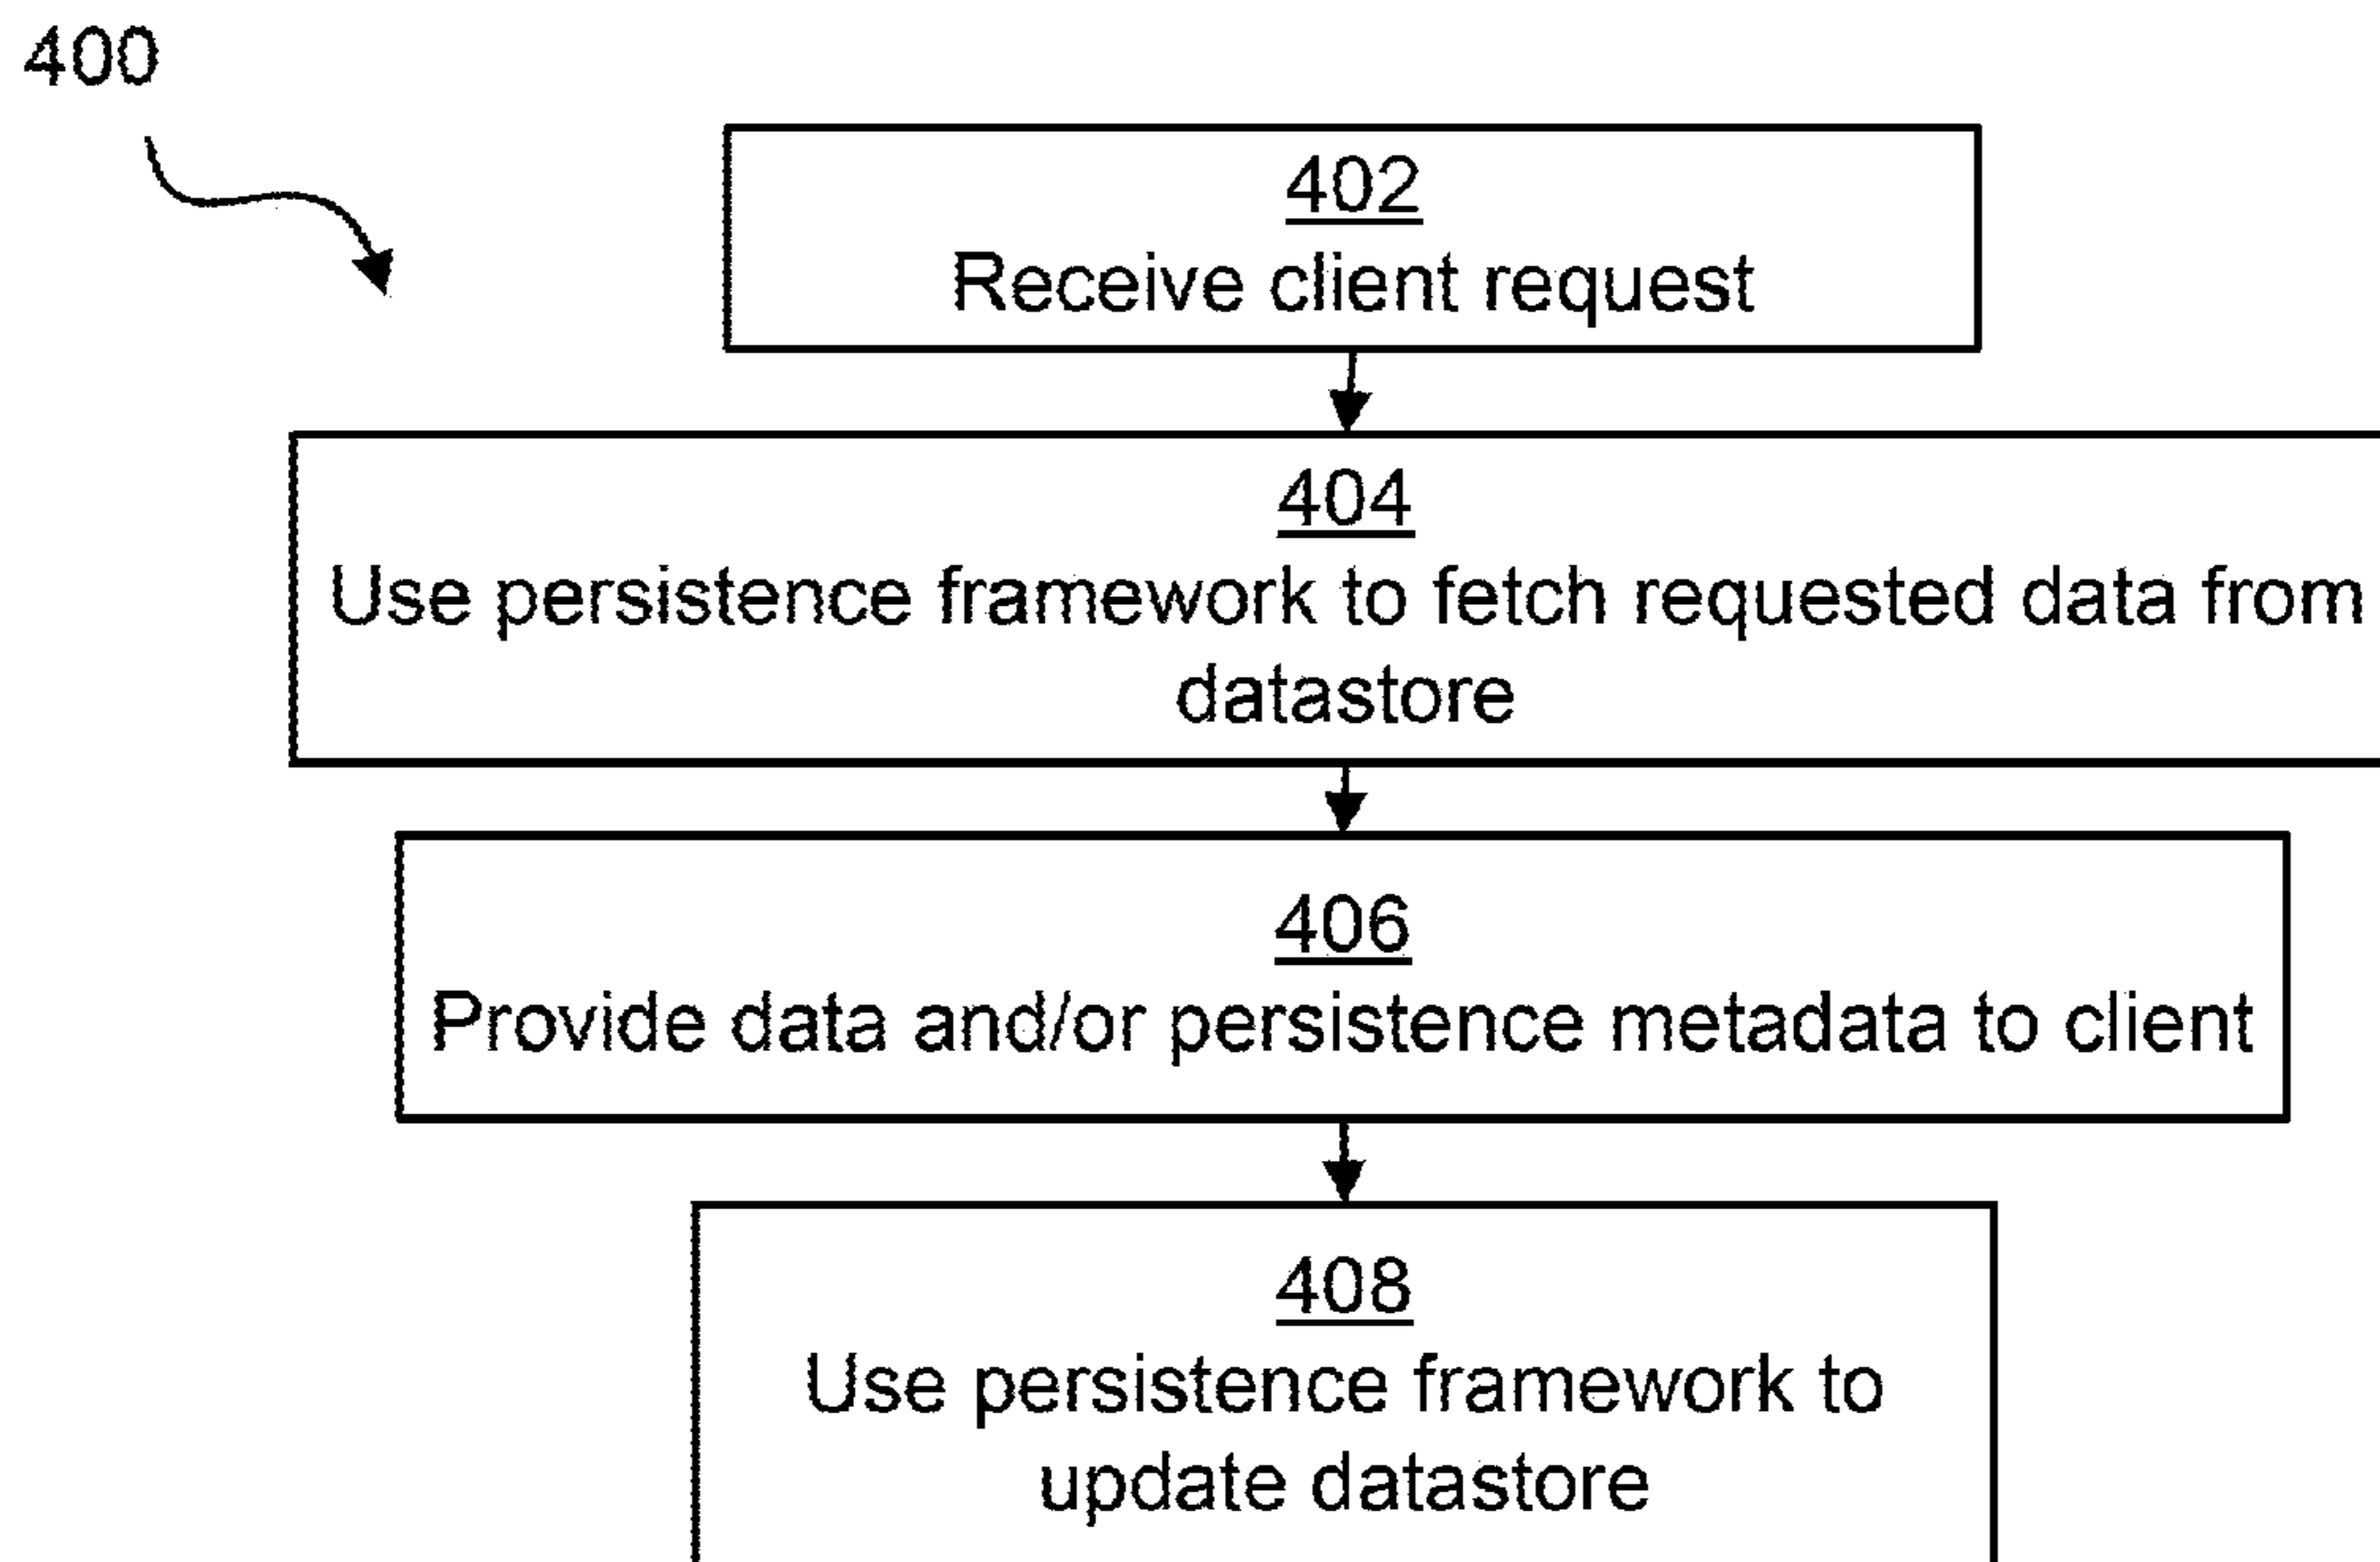 400
402
Receive client request
404
Use persistence framework to fetch requested data from
datastore
406
Provide data and/or persistence metadata to client
408
Use persistence framework to
update datastore